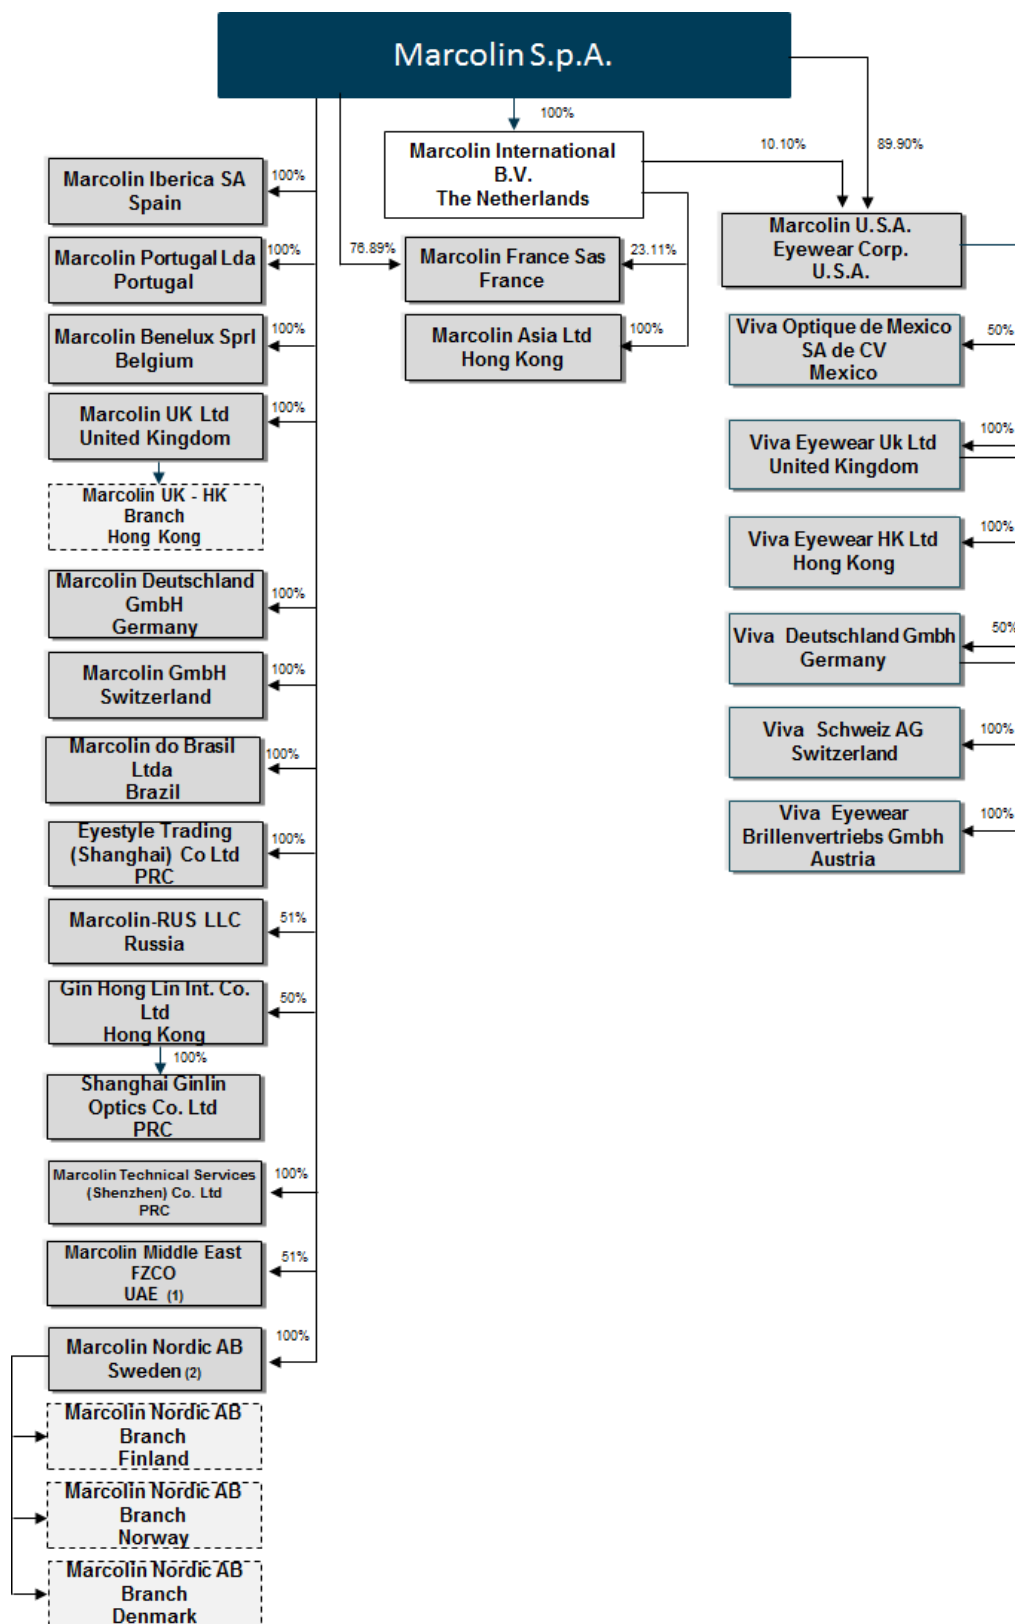 Marcolin S.p.A.
100%
Marcolin International
B.V.
The Netherlands
10.10%
89.90%
Marcolin Iberica SA
Spain
100%
Marcolin U.S.A.
Eyewear Corp.
U.S.A.
Marcolin Portugal Lda
Portugal
100%
76.89%
Marcolin France Sas
France
23.11%
Marcolin Benelux Sprl
Belgium
100%
Marcolin Asia Ltd
Hong Kong
100%
Viva Optique de Mexico
SA de CV
Mexico
50%
Marcolin UK Ltd
United Kingdom
100%
Viva Eyewear Uk Ltd
United Kingdom
100%
Marcolin UK - HK
Branch
Hong Kong
Viva Eyewear HK Ltd
Hong Kong
100%
Marcolin Deutschland
GmbH
Germany
100%
Viva Deutschland Gmbh
Germany
50%
Marcolin GmbH
Switzerland
100%
Viva Schweiz AG
Switzerland
100%
Marcolin do Brasil
Ltda
Brazil
100%
Viva Eyewear
Brillenvertriebs Gmbh
Austria
100%
Eyestyle Trading
(Shanghai) Co Ltd
PRC
100%
Marcolin-RUS LLC
Russia
51%
Gin Hong Lin Int. Co.
Ltd
Hong Kong
50%
100%
Shanghai Ginlin
Optics Co. Ltd
PRC
Marcolin Technical Services
(Shenzhen) Co. Ltd
PRC
100%
Marcolin Middle East
FZCO
UAE (1)
51%
Marcolin Nordic AB
Sweden (2)
100%
Marcolin Nordic AB
Branch
Finland
Marcolin Nordic AB
Branch
Norway
Marcolin Nordic AB
Branch
Denmark